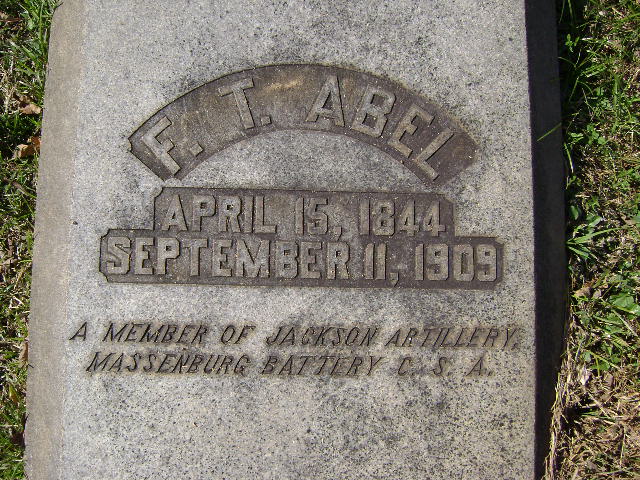 F. T. ABEL
APRIL 15, 1844
SEPTEMBER 11, 1909
A MEMBER OF JACKSON ARTILLERY,
MASSENBURG BATTERY C. S. A.